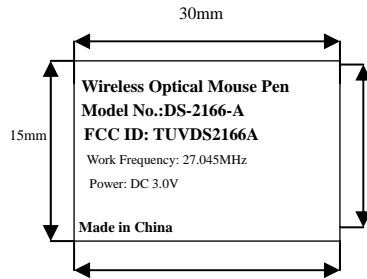 30mm
Wireless Optical Mouse Pen
Model No.:DS-2166-A
15mm
FCC ID: TUVDS2166A
Work Frequency: 27.045MHz
Power: DC 3.0V
Made in China